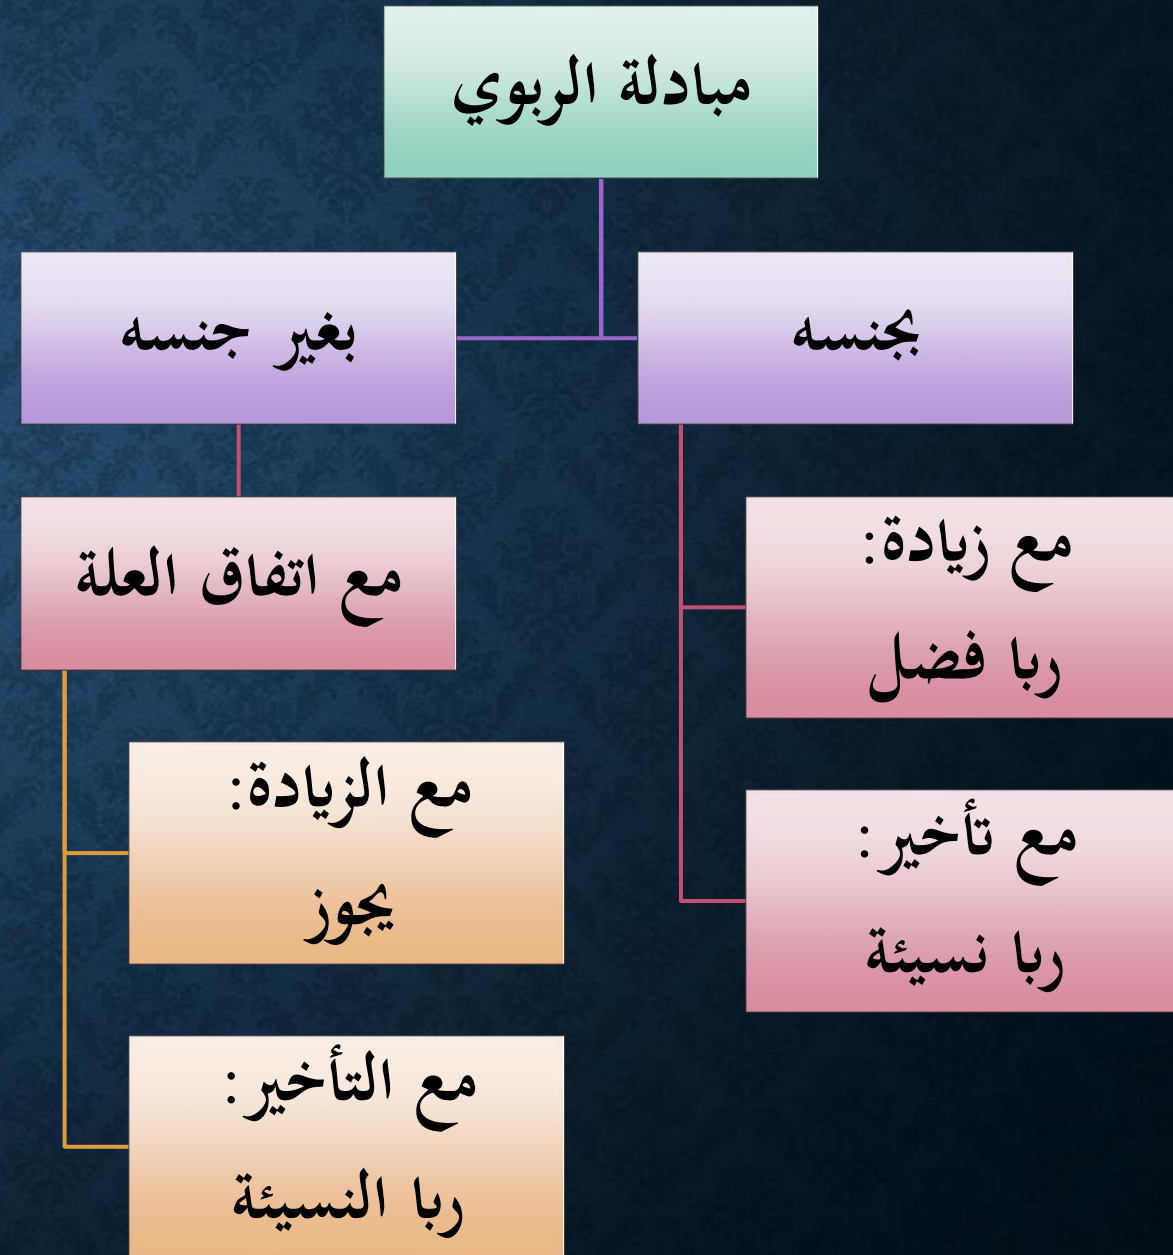 مبادلة الربوي
بجنسه
بغير جنسه
مع زيادة:
ربا فضل
مع تأخير:
ربا نسيئة
مع اتفاق العلة
مع الزيادة:
يجوز
مع التأخير:
ربا النسيئة